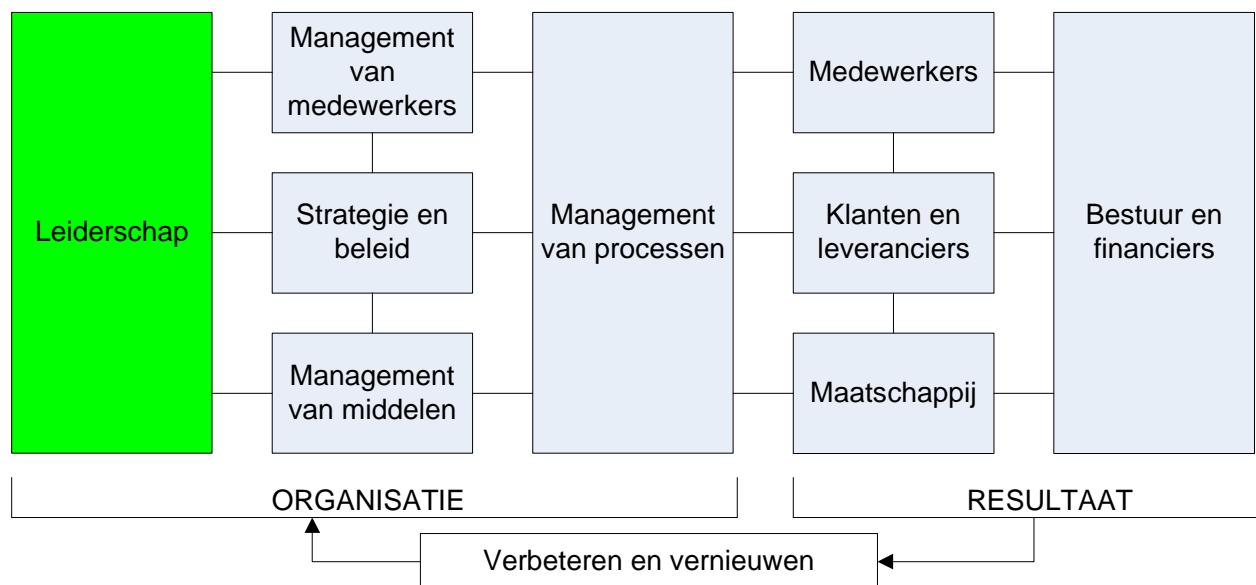 Leiderschap
Management
van
medewerkers
Strategie en
beleid
Management
van middelen
Management
van processen
Medewerkers
Klanten en
leveranciers
Maatschappij
Bestuur en
financiers
ORGANISATIE
RESULTAAT
Verbeteren en vernieuwen